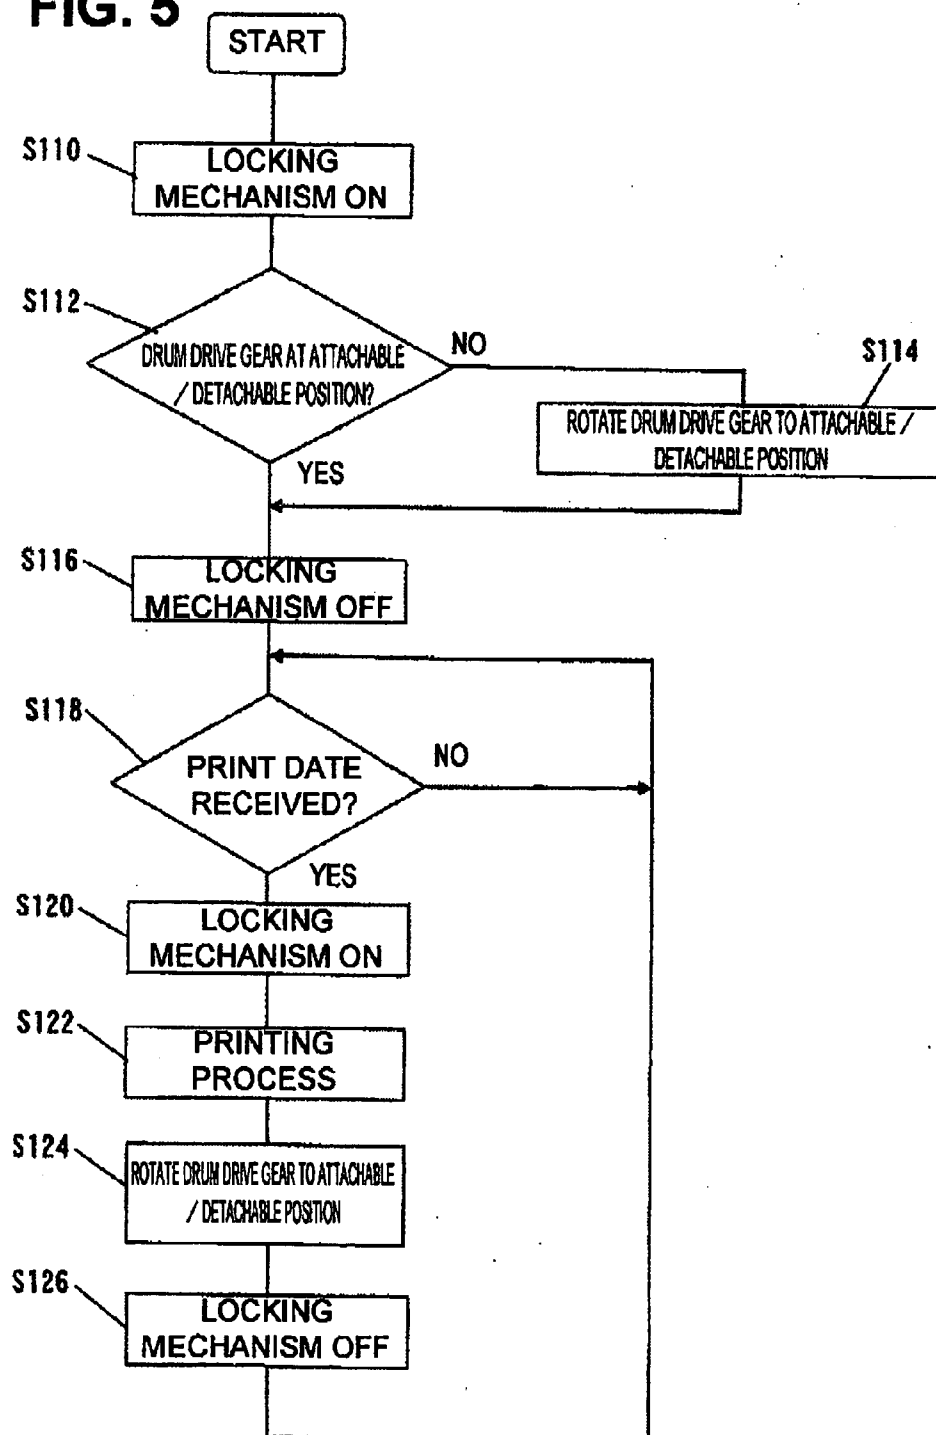 FIG. 5
START
S110
LOCKING
MECHANISM ON
S112
DRUM DRIVE GEAR AT ATTACHABLE
/ DETACHABLE POSITION?
NO
S114
ROTATE DRUM DRIVE GEAR TO ATTACHABLE /
DETACHABLE POSITION
YES
S116
LOCKING
MECHANISM OFF
S118
PRINT DATE
RECEIVED?
NO
YES
S120
LOCKING
MECHANISM ON
S122
PRINTING
PROCESS
S124
ROTATE DRUM DRIVE GEAR TO ATTACHABLE
/ DETACHABLE POSITION
S126
LOCKING
MECHANISM OFF